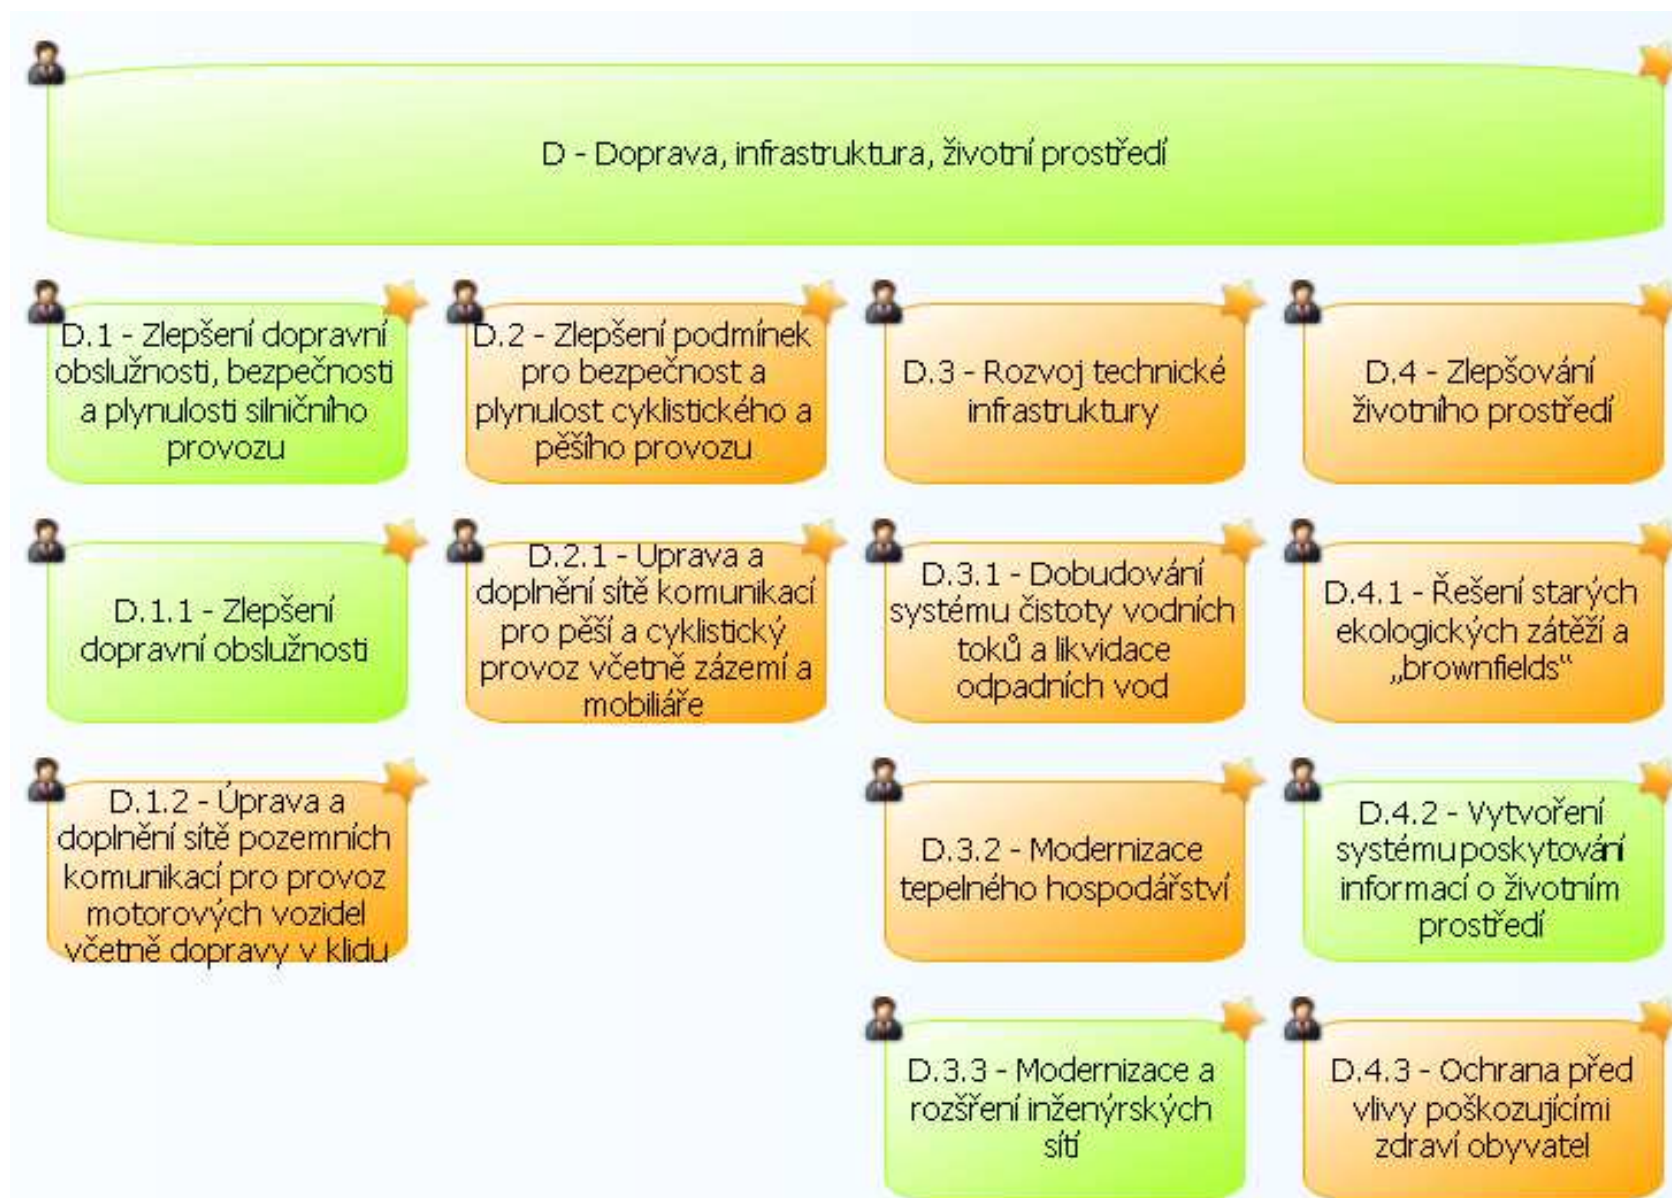 D - Doprava, infrastruktura, životní prostředí
D.1 - Zlepšení dopravní
obslužnosti, bezpečnosti
a plynulosti silničního
provozu
D.2 - Zlepšení podmínek
pro bezpečnost a
plynulost cyklistického a
pěšího provozu
D.3 - Rozvoj technické
infrastruktury
D.4 - Zlepšování
životního prostředí
D.1.1 - Zlepšení
dopravní obslužnosti
D.2.1 - Uprava a
doplnění sítě komunikací
pro pěší a cyklistický
provoz včetně zázemí a
mobiliáře
D.3.1 - Dobudování
systému čistoty vodních
toků a likvidace
odpadních vod
D.4.1 - Řešení starých
ekologických zátěží a
„brownfields“
D.1.2 - Úprava a
doplnění sítě pozemních
komunikací pro provoz
motorových vozidel
včetně dopravy v klidu
D.3.2 - Modernizace
tepelného hospodářství
D.4.2 - Vytvoření
systému poskytování
informací o životním
prostředí
D.3.3 - Modernizace a
rozšření inženýrských
sítí
D.4.3 - Ochrana před
vlivy poškozujícími
zdraví obyvatel